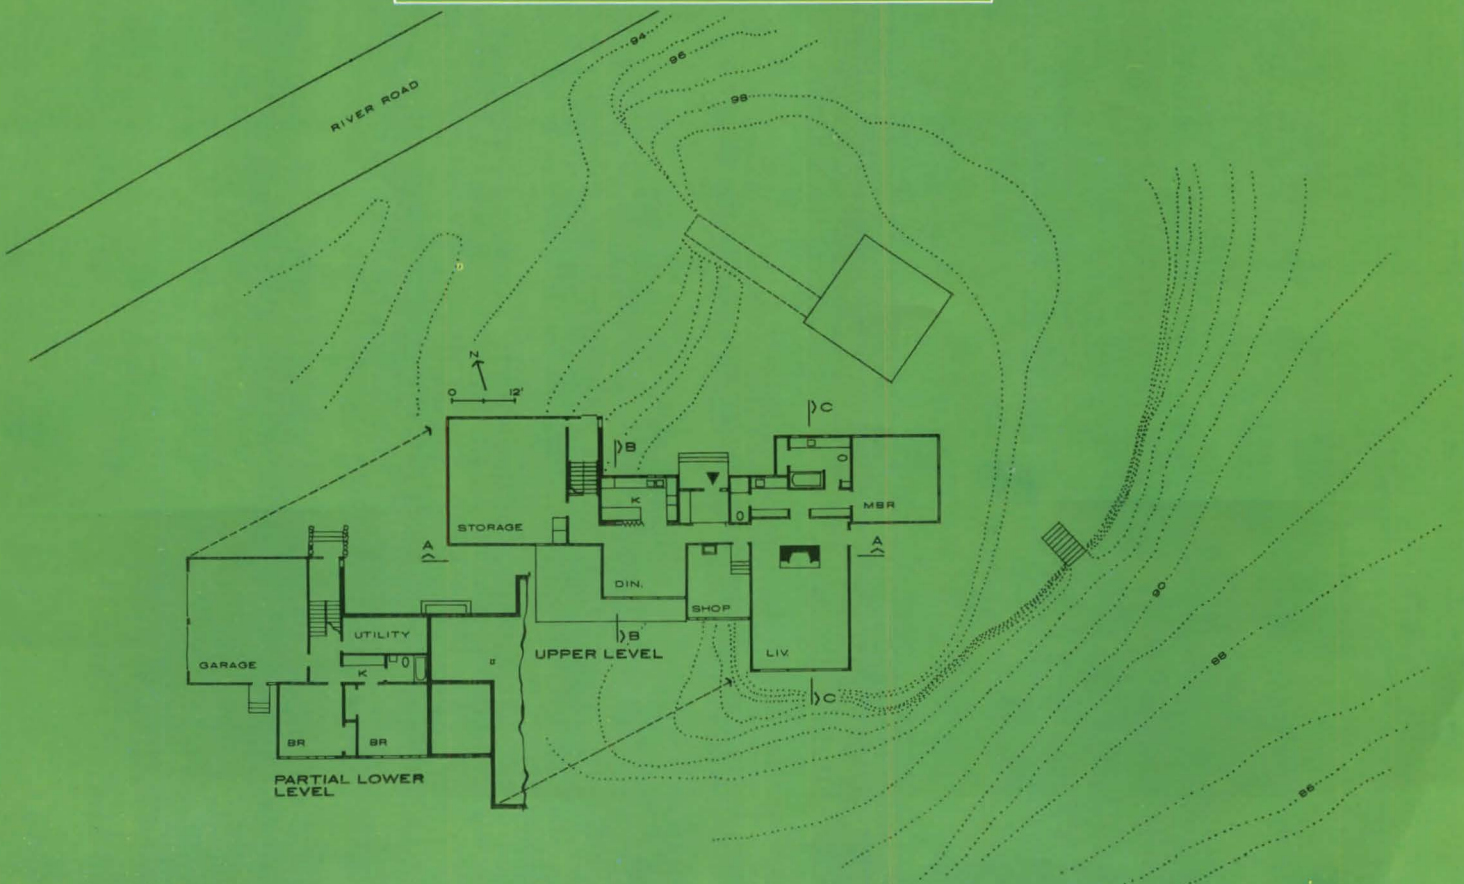 94
96
RIVER ROAD
98
N
0 12'
C
B
K
MBR
STORAGE
A
A
DIN.
SHOP
UTILITY
B
UPPER LEVEL
LIV.
GARAGE
K
C
BR
BR
PARTIAL LOWER
LEVEL
90
88
86